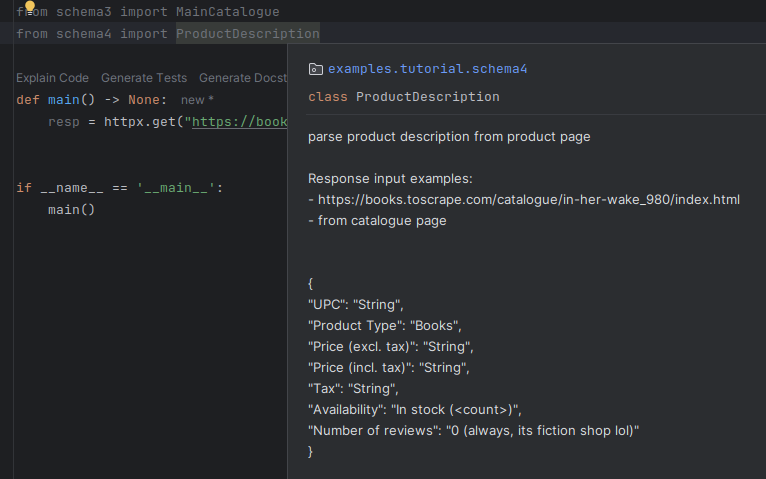 from schema3 import MainCatalogue
from schema4 import ProductDescription
Explain Code Generate Tests Generate Docst
def main() -> None: new *
resp = httpx.get("https://book
if __name__ == '__main__':
main()
examples.tutorial.schema4
class ProductDescription
parse product description from product page
Response input examples:
- https://books.toscrape.com/catalogue/in-her-wake_980/index.html
- from catalogue page
{
"UPC": "String",
"Product Type": "Books",
"Price (excl. tax)": "String",
"Price (incl. tax)": "String",
"Tax": "String",
"Availability": "In stock (<count>)",
"Number of reviews": "0 (always, its fiction shop lol)"
}